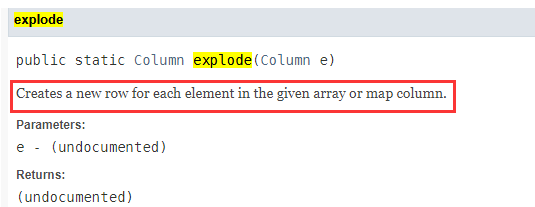 explode
public static Column explode(Column e)
Creates a new row for each element in the given array or map column.
Parameters:
e - (undocumented)
Returns:
(undocumented)